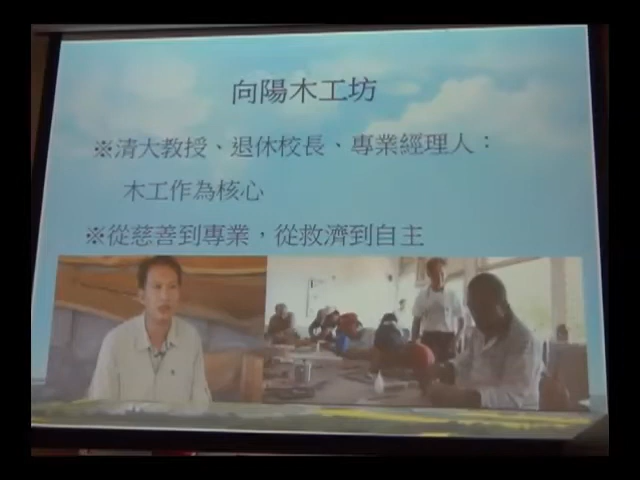 向陽木工坊
※清大教授、退休校長、專業經理人：
木工作為核心
※從慈善到專業，從救濟到自主